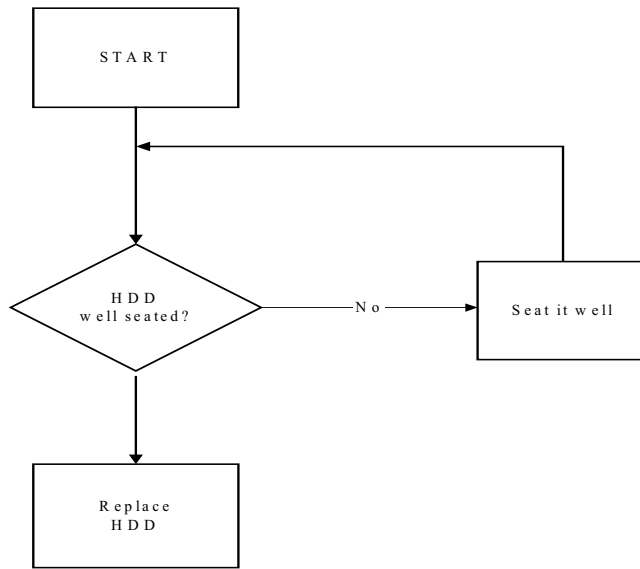 START
HDD
well seated?
No
Seat it well
Replace
HDD